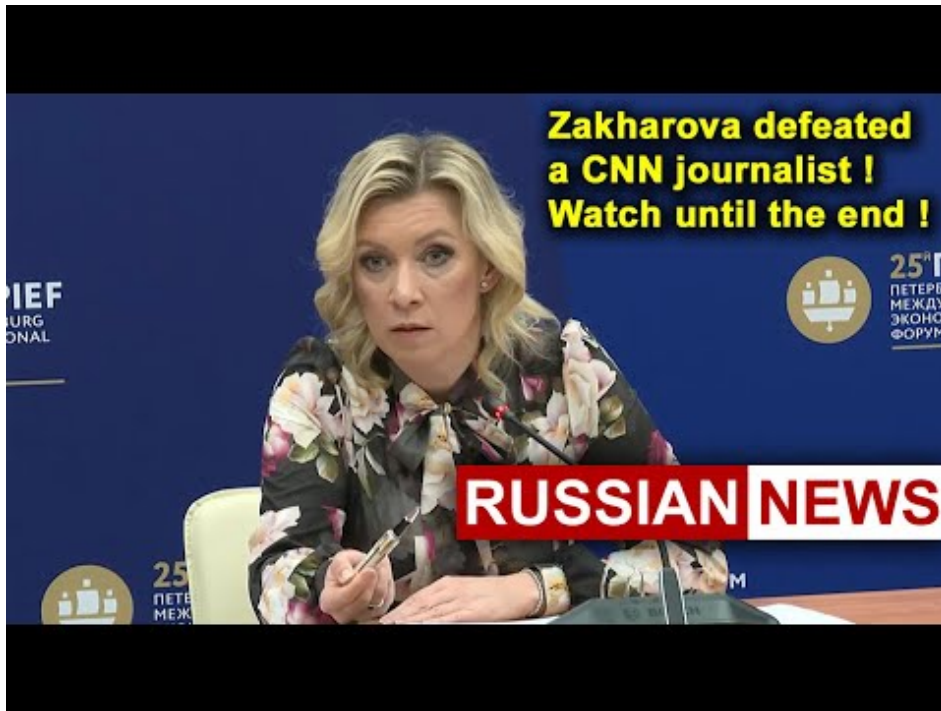 Zakharova defeated
a CNN journalist !
Watch until the end !
PIEF
BURG
ONAL
25Й П
ПЕТЕРБ
МЕЖДУ
ЭКОНО
ФОРУМ
RUSSIAN NEWS
25
ПЕТЕ
МЕЖ
M